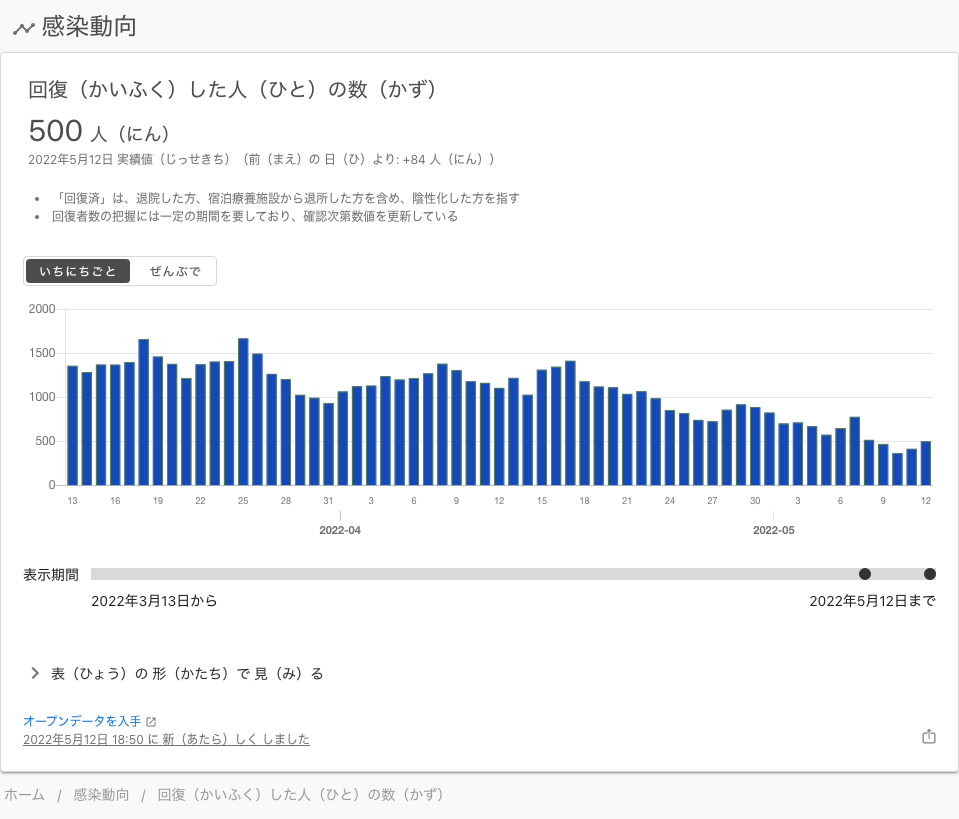 感染動向
回復（かいふく）した人（ひと）の数（かず）
500 人（にん）
2022年5月12日 実績値（じっせきち）（前（まえ）の 日（ひ）より: +84 人（にん））
• 「回復済」は、退院した方、宿泊療養施設から退所した方を含め、陰性化した方を指す
• 回復者数の把握には一定の期間を要しており、確認次第数値を更新している
いちにちごと ぜんぶで
2000
1500
1000
500
0
13 16 19 22 25 28 31 3 6 9 12 15 18 21 24 27 30 3 6 9 12
2022-04 2022-05
表示期間
2022年3月13日から 2022年5月12日まで
表（ひょう）の 形（かたち）で 見（み）る
オープンデータを入手
2022年5月12日 18:50 に 新（あたら）しく しました
ホーム / 感染動向 / 回復（かいふく）した人（ひと）の数（かず）